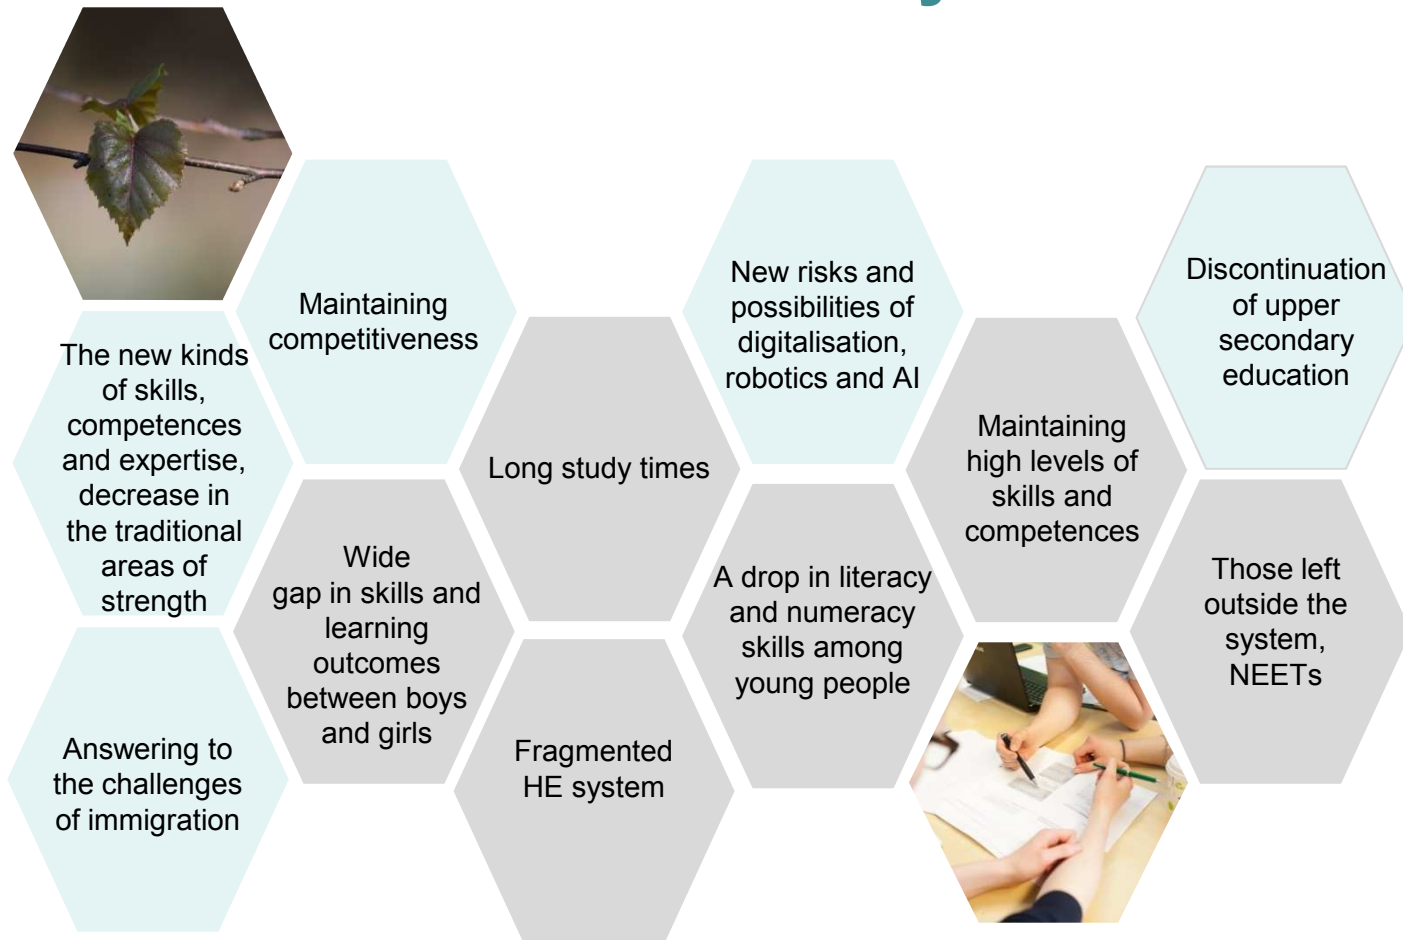 Maintaining
competitiveness
New risks and
possibilities of
digitalisation,
robotics and AI
Discontinuation
of upper
secondary
education
The new kinds
of skills,
competences
and expertise,
decrease in
the traditional
areas of
strength
Long study times
Maintaining
high levels of
skills and
competences
Wide
gap in skills and
learning
outcomes
between boys
and girls
A drop in literacy
and numeracy
skills among
young people
Those left
outside the
system,
NEETs
Answering to
the challenges
of immigration
Fragmented
HE system